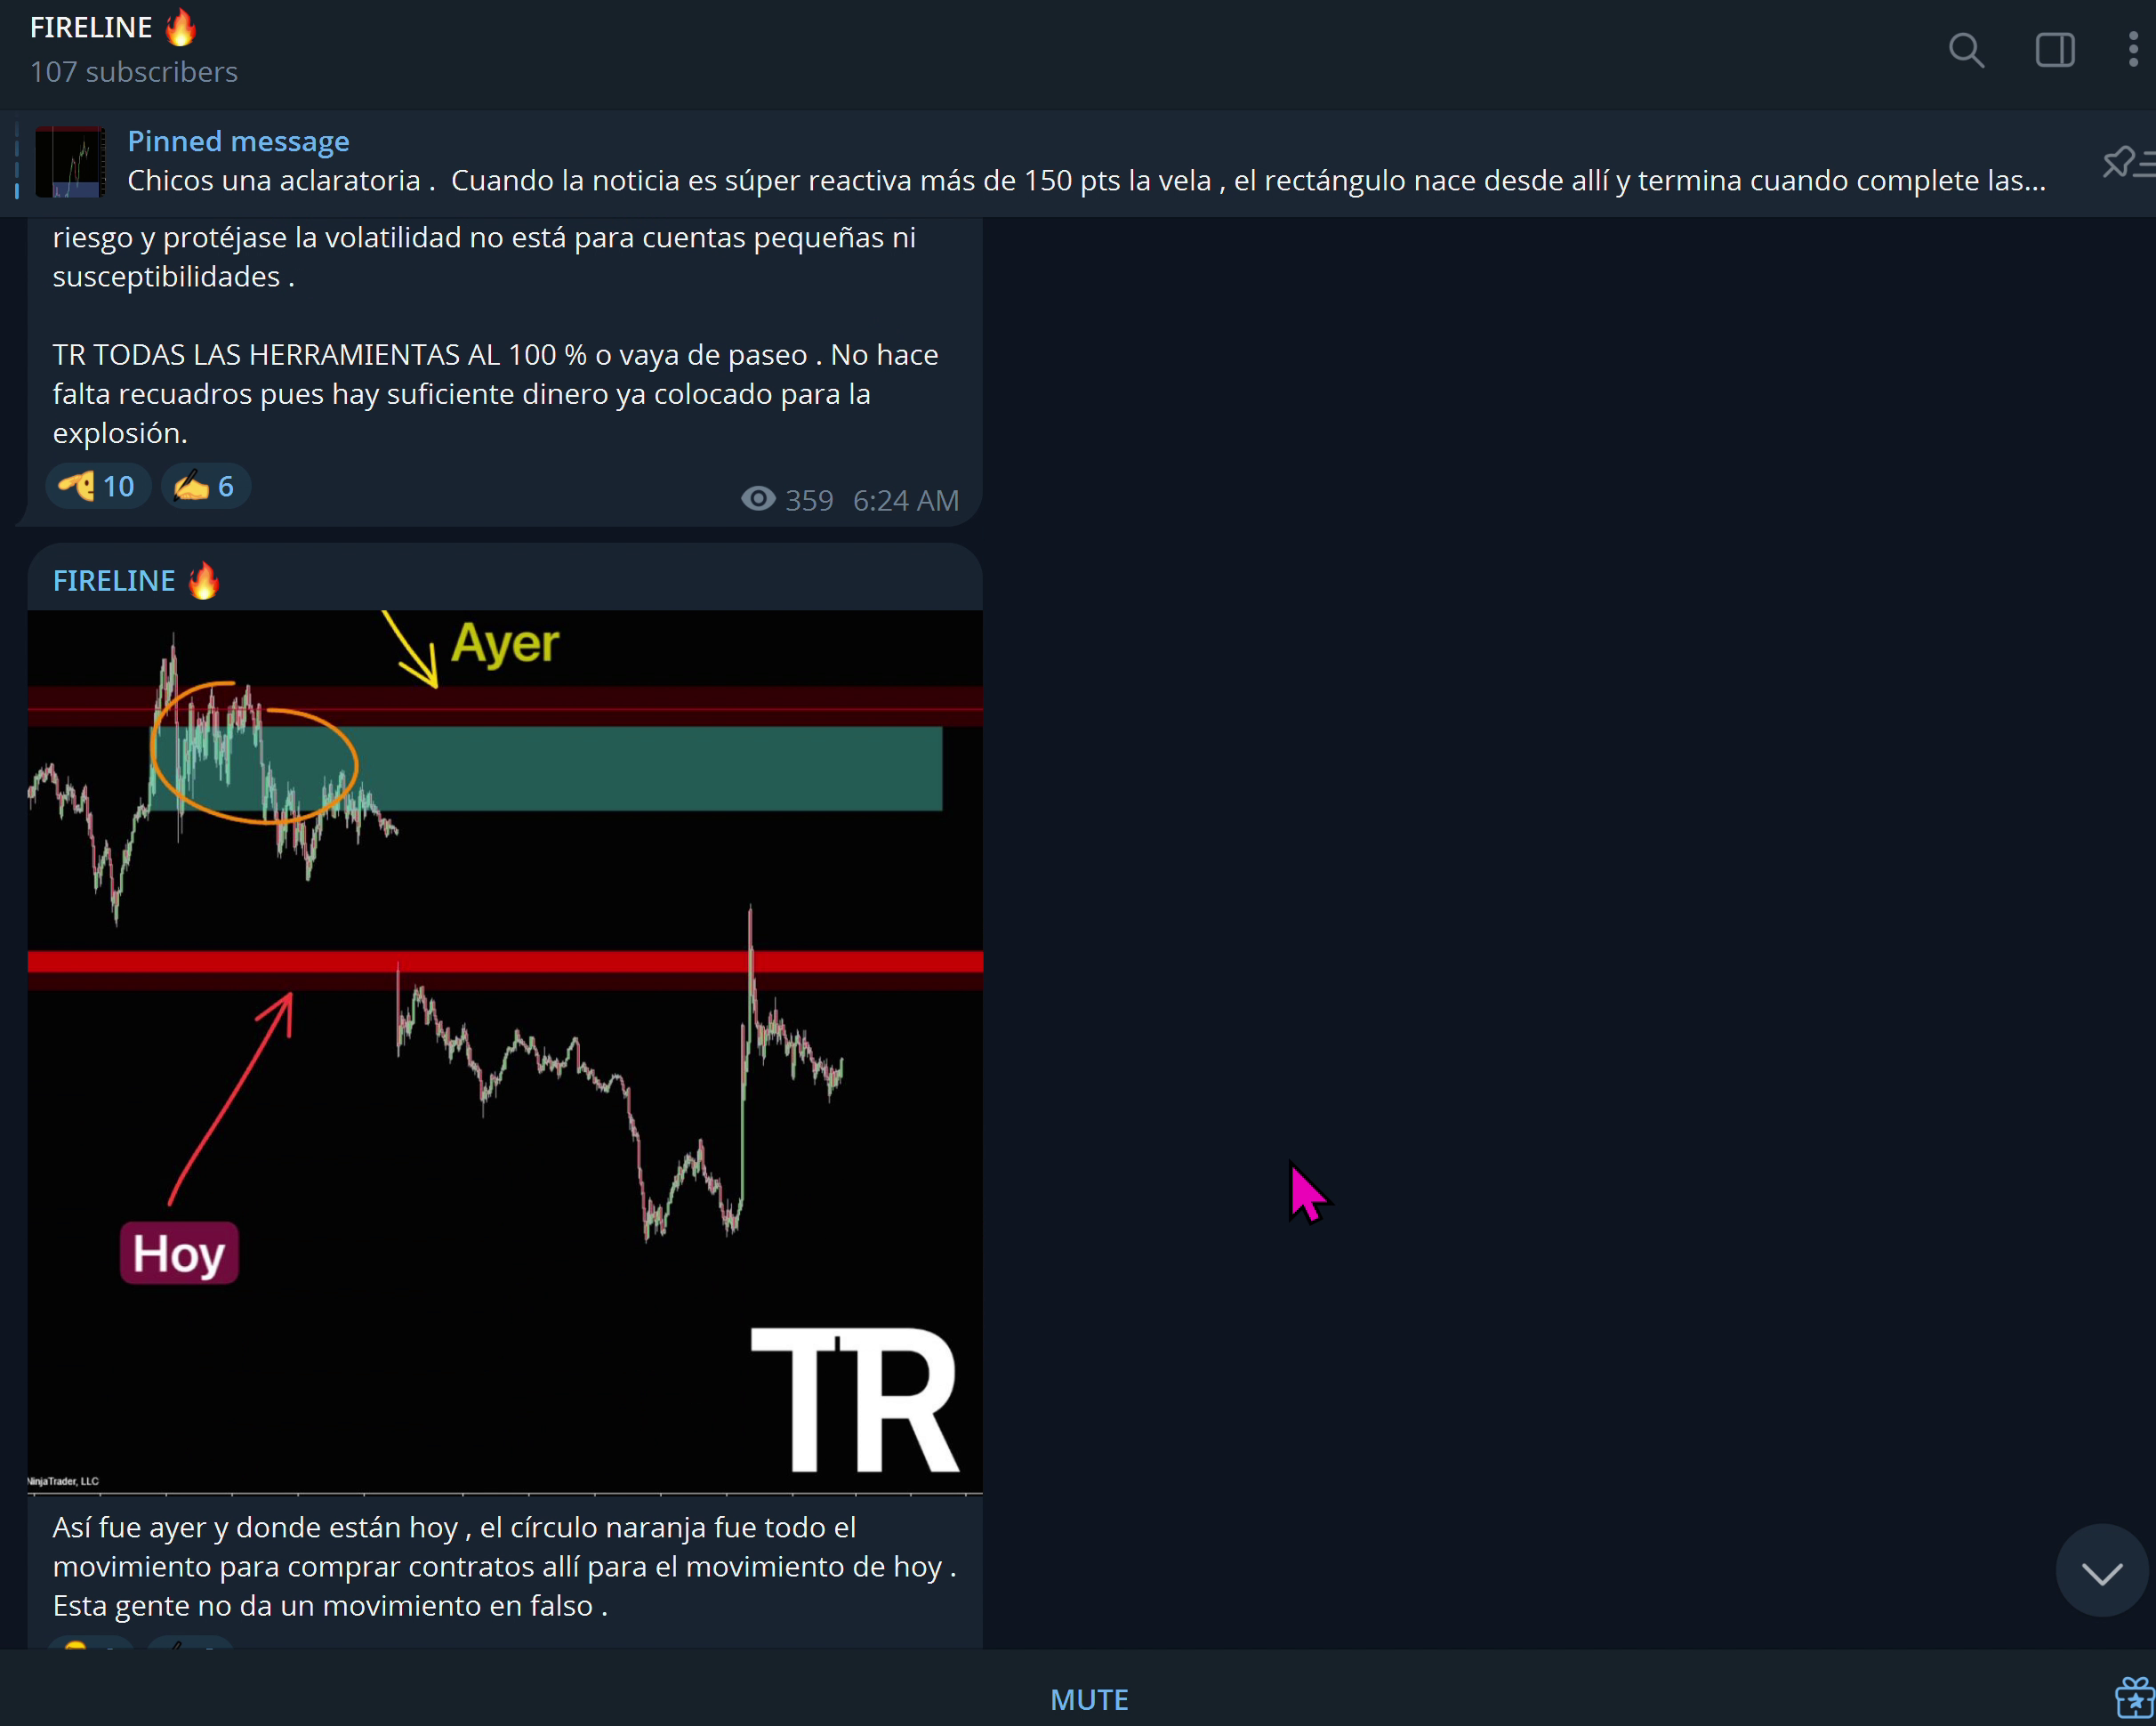 FIRELINE 🔥
107 subscribers
Pinned message
Chicos una aclaratoria .  Cuando la noticia es súper reactiva más de 150 pts la vela , el rectángulo nace desde allí y termina cuando complete las...
riesgo y protéjase la volatilidad no está para cuentas pequeñas ni
susceptibilidades .
TR TODAS LAS HERRAMIENTAS AL 100 % o vaya de paseo . No hace
falta recuadros pues hay suficiente dinero ya colocado para la
explosión.
10 6
359 6:24 AM
FIRELINE 🔥
Ayer
Hoy
TR
NinjaTrader, LLC
Así fue ayer y donde están hoy , el círculo naranja fue todo el
movimiento para comprar contratos allí para el movimiento de hoy .
Esta gente no da un movimiento en falso .
MUTE